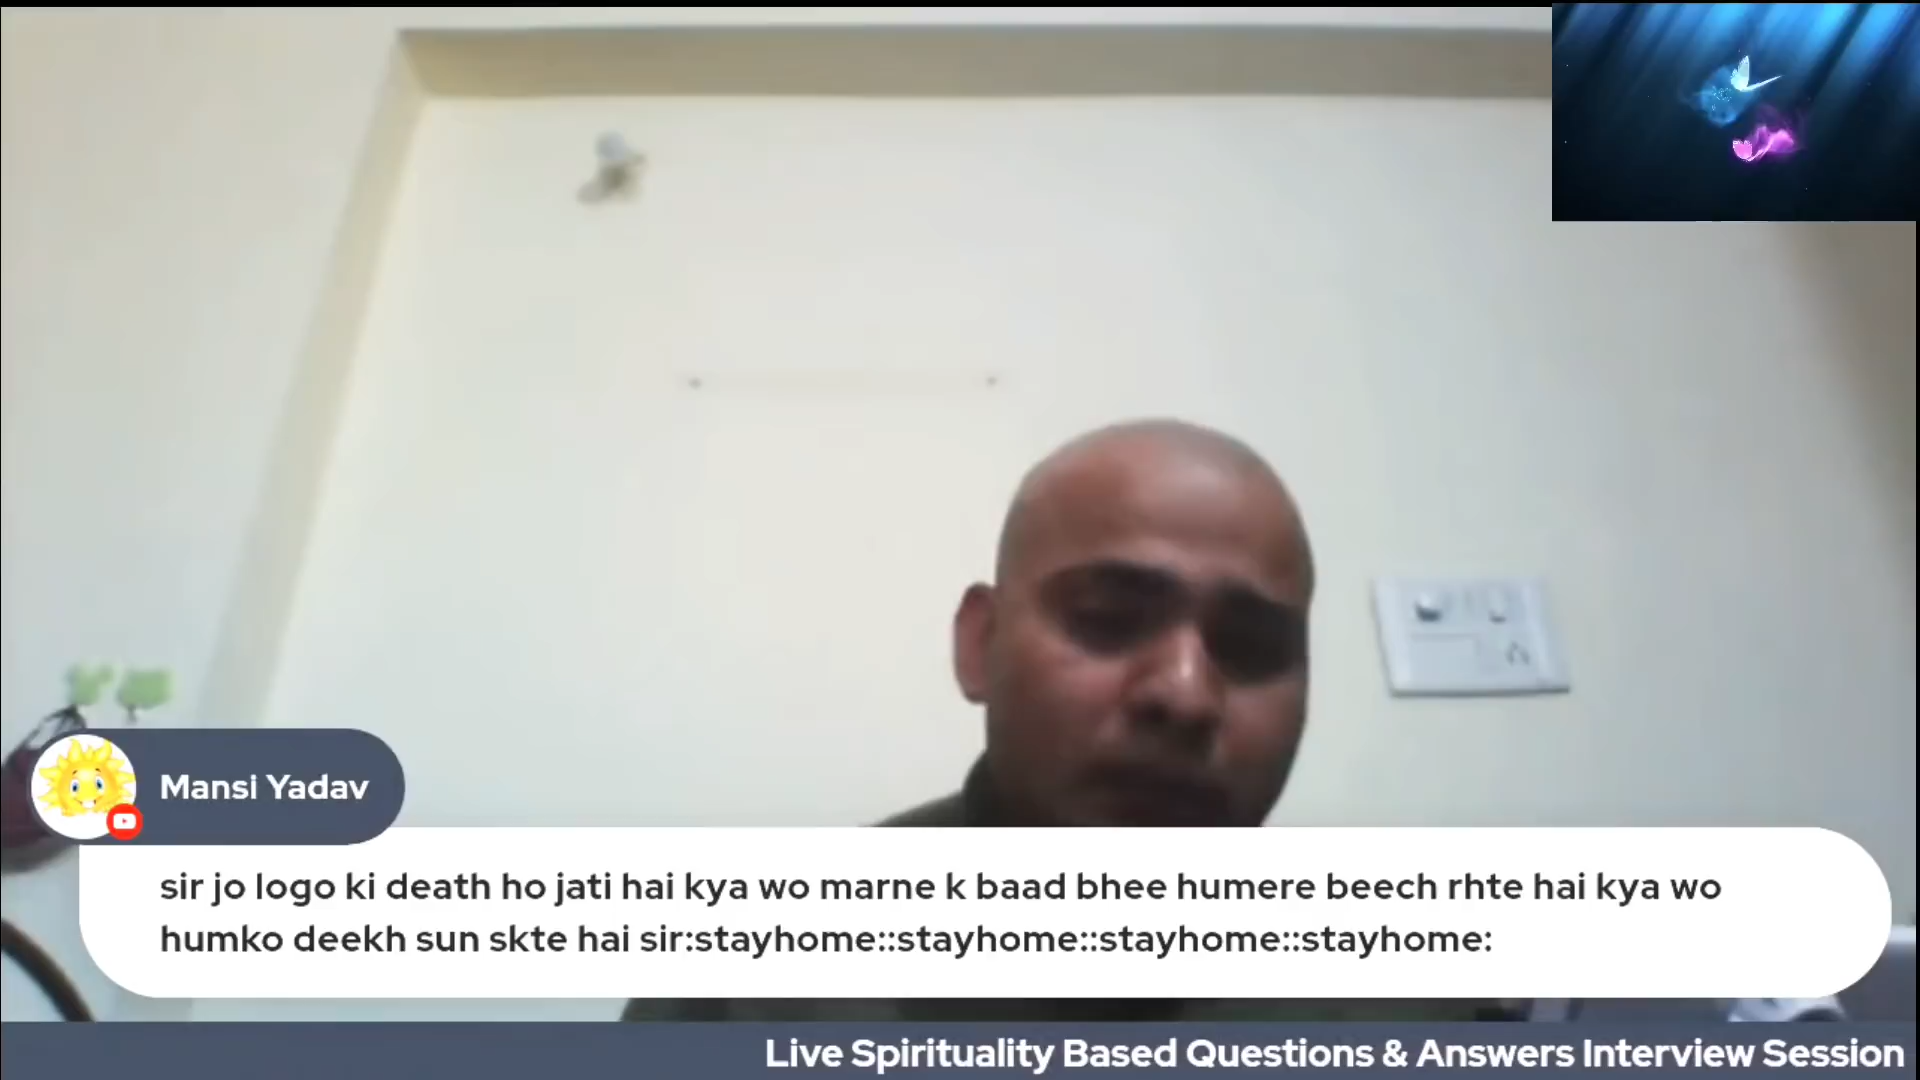 Mansi Yadav
sir jo logo ki death ho jati hai kya wo marne k baad bhee humere beech rhte hai kya wo
humko deekh sun skte hai sir:stayhome::stayhome::stayhome::stayhome:
Live Spirituality Based Questions & Answers Interview Session